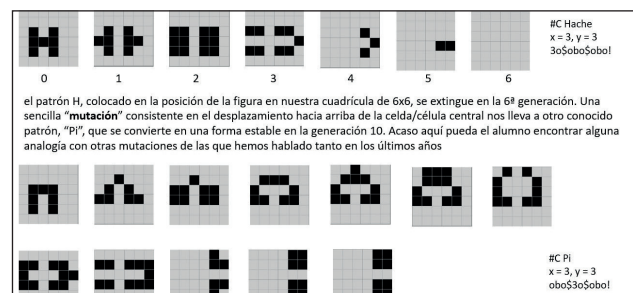 #C Hache
x = 3, y = 3
3o$obo$obo!
0 1 2 3 4 5 6
el patrón H, colocado en la posición de la figura en nuestra cuadrícula de 6x6, se extingue en la 6ª generación. Una
sencilla “mutación” consistente en el desplazamiento hacia arriba de la celda/célula central nos lleva a otro conocido
patrón, “Pi”, que se convierte en una forma estable en la generación 10. Acaso aquí pueda el alumno encontrar alguna
analogía con otras mutaciones de las que hemos hablado tanto en los últimos años
#C Pi
x = 3, y = 3
obo$3o$obo!